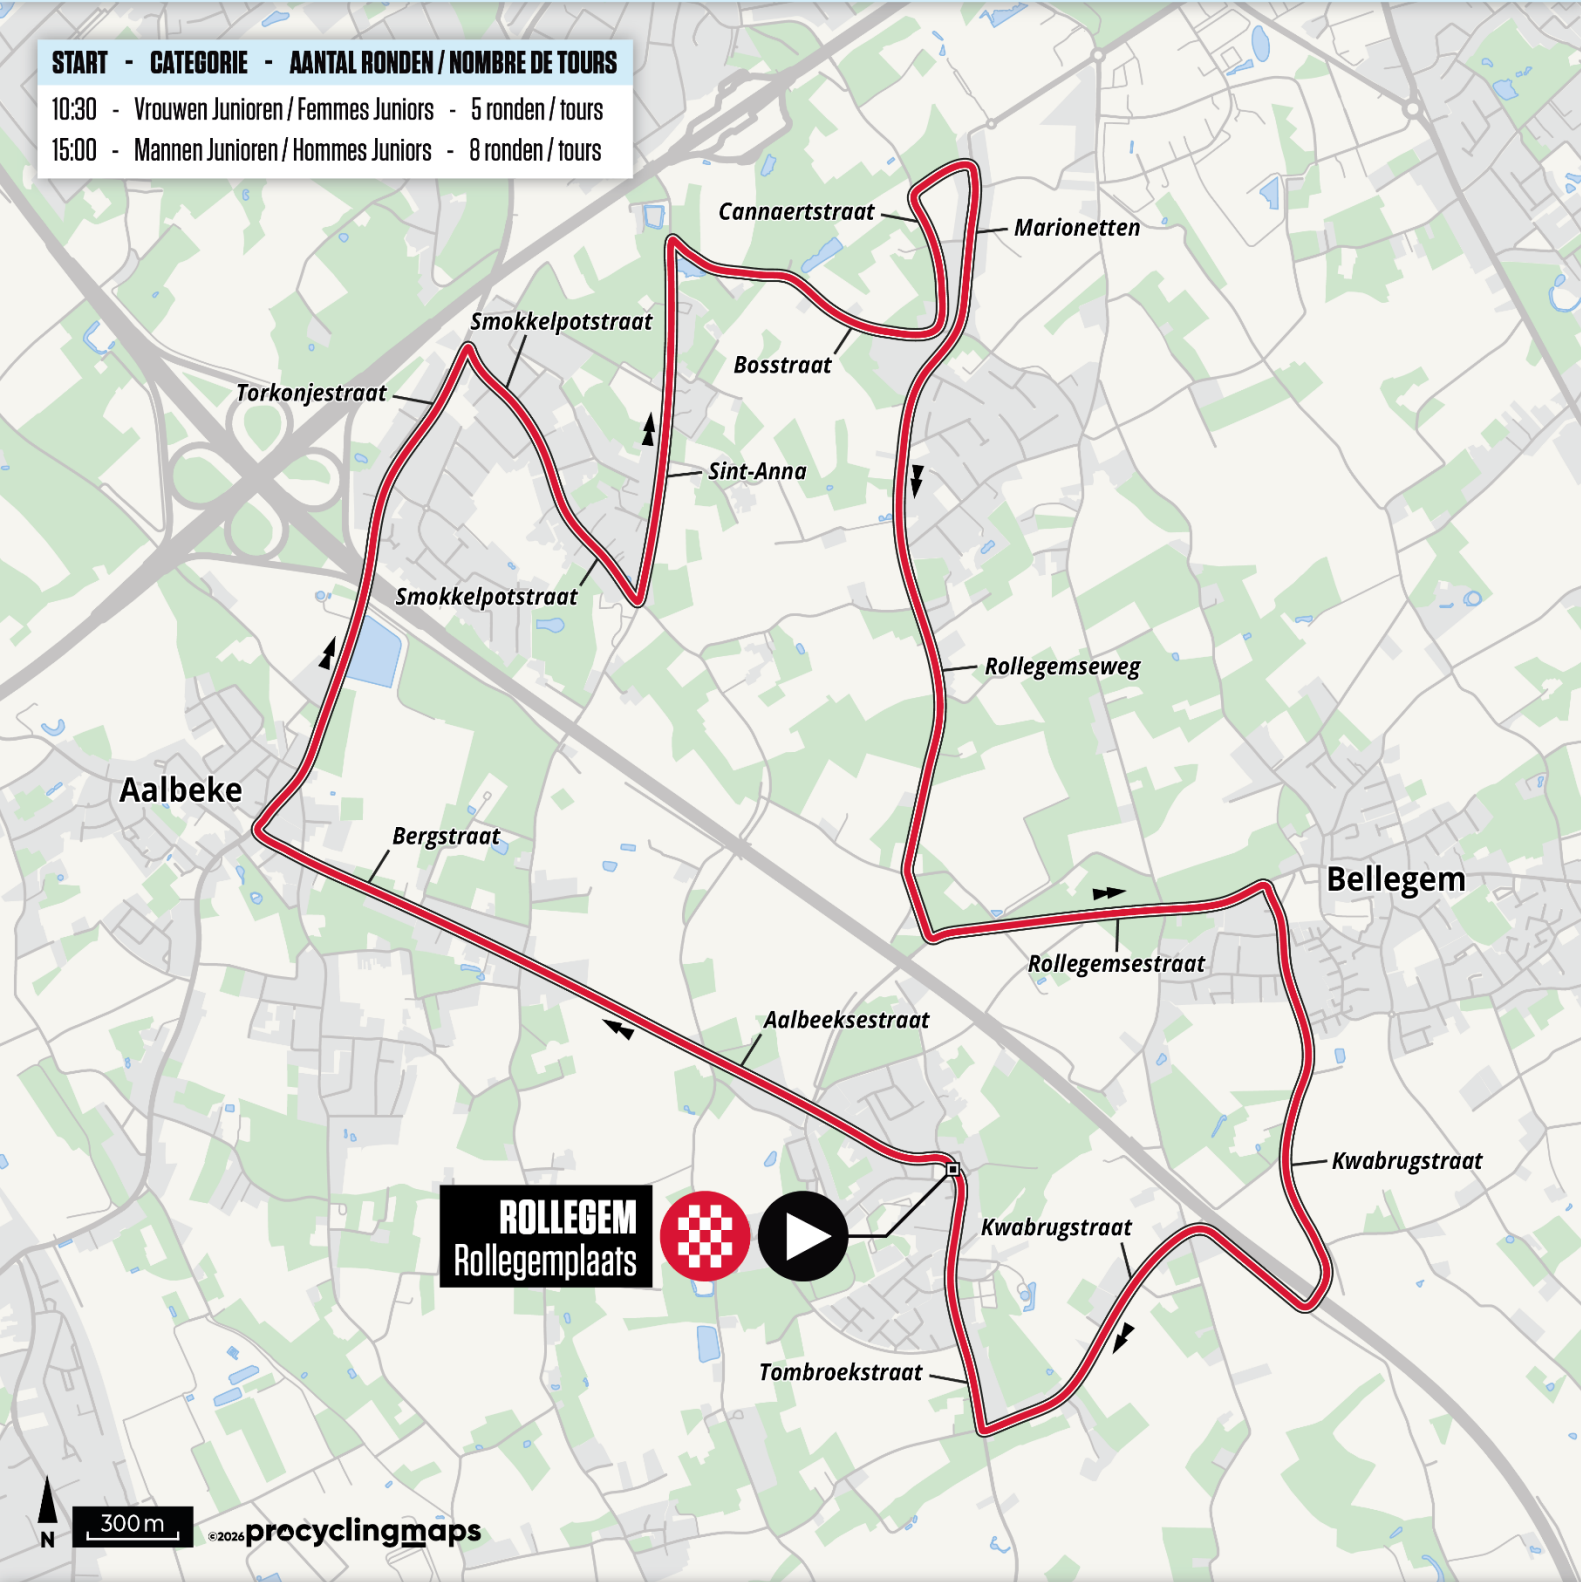 START - CATEGORIE - AANTAL RONDEN / NOMBRE DE TOURS
10:30 - Vrouwen Junioren / Femmes Juniors - 5 ronden / tours
15:00 - Mannen Junioren / Hommes Juniors - 8 ronden / tours
Cannaertstraat
Marionetten
Smokkelpotstraat
Bosstraat
Torkonjestraat
Sint-Anna
Smokkelpotstraat
Rollegemseweg
Aalbeke
Bergstraat
Bellegem
Rollegemsestraat
Aalbeeksestraat
Kwabrugstraat
ROLLEGEM
Rollegemplaats
Kwabrugstraat
Tombroekstraat
N
300 m
©2026 procyclingmaps